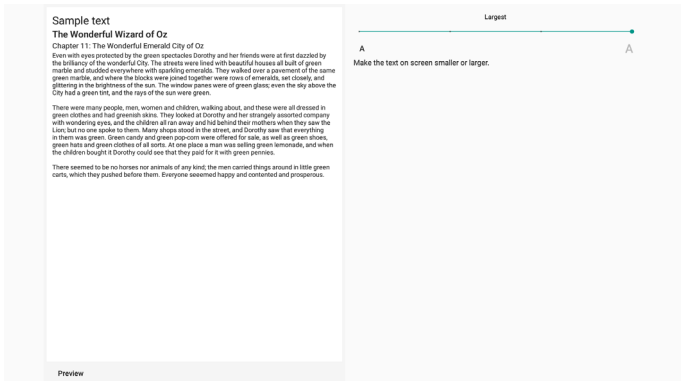 Sample text
The Wonderful Wizard of Oz
Chapter 11: The Wonderful Emerald City of Oz
Even with eyes protected by the green spectacles Dorothy and her friends were at first dazzled by
the brilliancy of the wonderful City. The streets were lined with beautiful houses all built of green
marble and studded everywhere with sparkling emeralds. They walked over a pavement of the same
green marble, and where the blocks were joined together were rows of emeralds, set closely, and
glittering in the brightness of the sun. The window panes were of green glass; even the sky above the
City had a green tint, and the rays of the sun were green.
There were many people, men, women and children, walking about, and these were all dressed in
green clothes and had greenish skins. They looked at Dorothy and her strangely assorted company
with wondering eyes, and the children all ran away and hid behind their mothers when they saw the
Lion; but no one spoke to them. Many shops stood in the street, and Dorothy saw that everything
in them was green. Green candy and green pop-corn were offered for sale, as well as green shoes,
green hats and green clothes of all sorts. At one place a man was selling green lemonade, and when
the children bought it Dorothy could see that they paid for it with green pennies.
There seemed to be no horses nor animals of any kind; the men carried things around in little green
carts, which they pushed before them. Everyone seeemed happy and contented and prosperous.
Preview
Largest
A A
Make the text on screen smaller or larger.